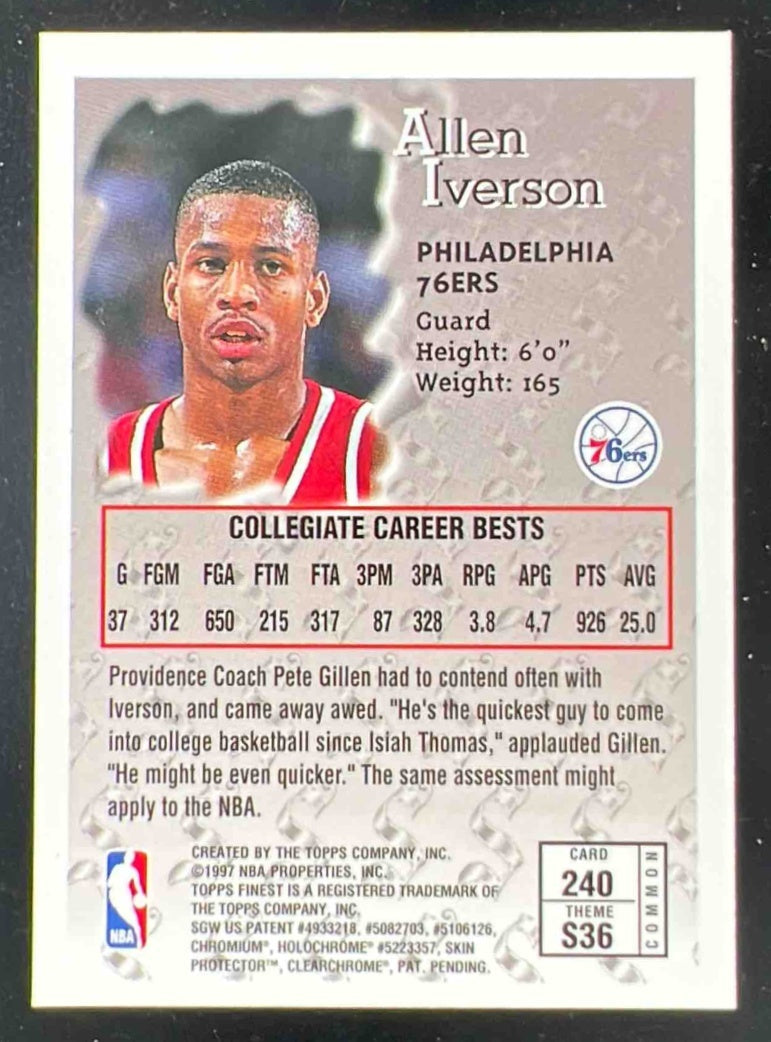 Allen
Iverson
PHILADELPHIA
76ERS
Guard
Height: 6'0"
Weight: 165
76ers
COLLEGIATE CAREER BESTS
G FGM FGA FTM FTA 3PM 3PA RPG APG PTS AVG
37 312 650 215 317 87 328 3.8 4.7 926 25.0
Providence Coach Pete Gillen had to contend often with
Iverson, and came away awed. "He's the quickest guy to come
into college basketball since Isiah Thomas," applauded Gillen.
"He might be even quicker." The same assessment might
apply to the NBA.
NBA
CREATED BY THE TOPPS COMPANY, INC.
©1997 NBA PROPERTIES, INC.
TOPPS FINEST IS A REGISTERED TRADEMARK OF
THE TOPPS COMPANY, INC.
SGW US PATENT #4933218, #5082703, #5106126,
CHROMIUM®, HOLOCHROME® #5223357, SKIN
PROTECTOR™, CLEARCHROME®, PAT. PENDING.
CARD
240
THEME
S36
COMMON